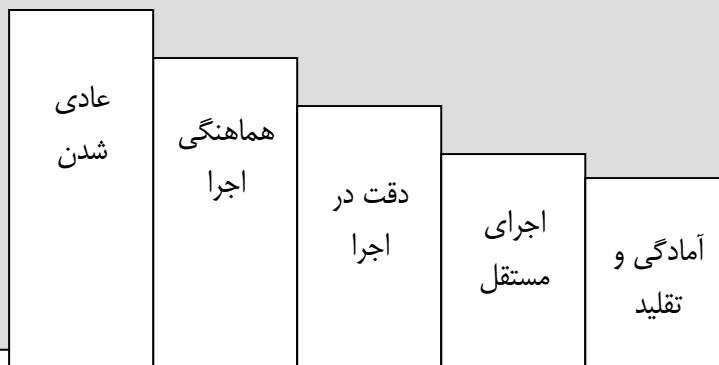 آمادگی و
تقلید
اجرای
مستقل
دقت در
اجرا
هماهنگی
اجرا
عادی
شدن